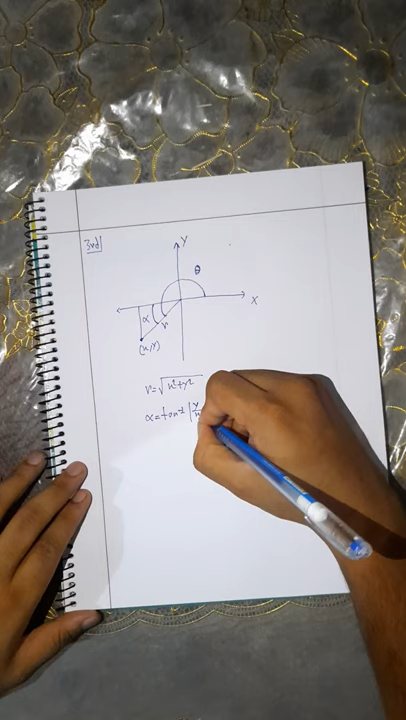 3rd
Y
θ
X
α
r
(x,y)
r = √x²+y²
α = tan-1 |y/x